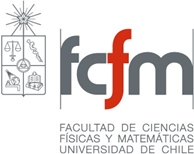 fcfm
FACULTAD DE CIENCIAS
FÍSICAS Y MATEMÁTICAS
UNIVERSIDAD DE CHILE